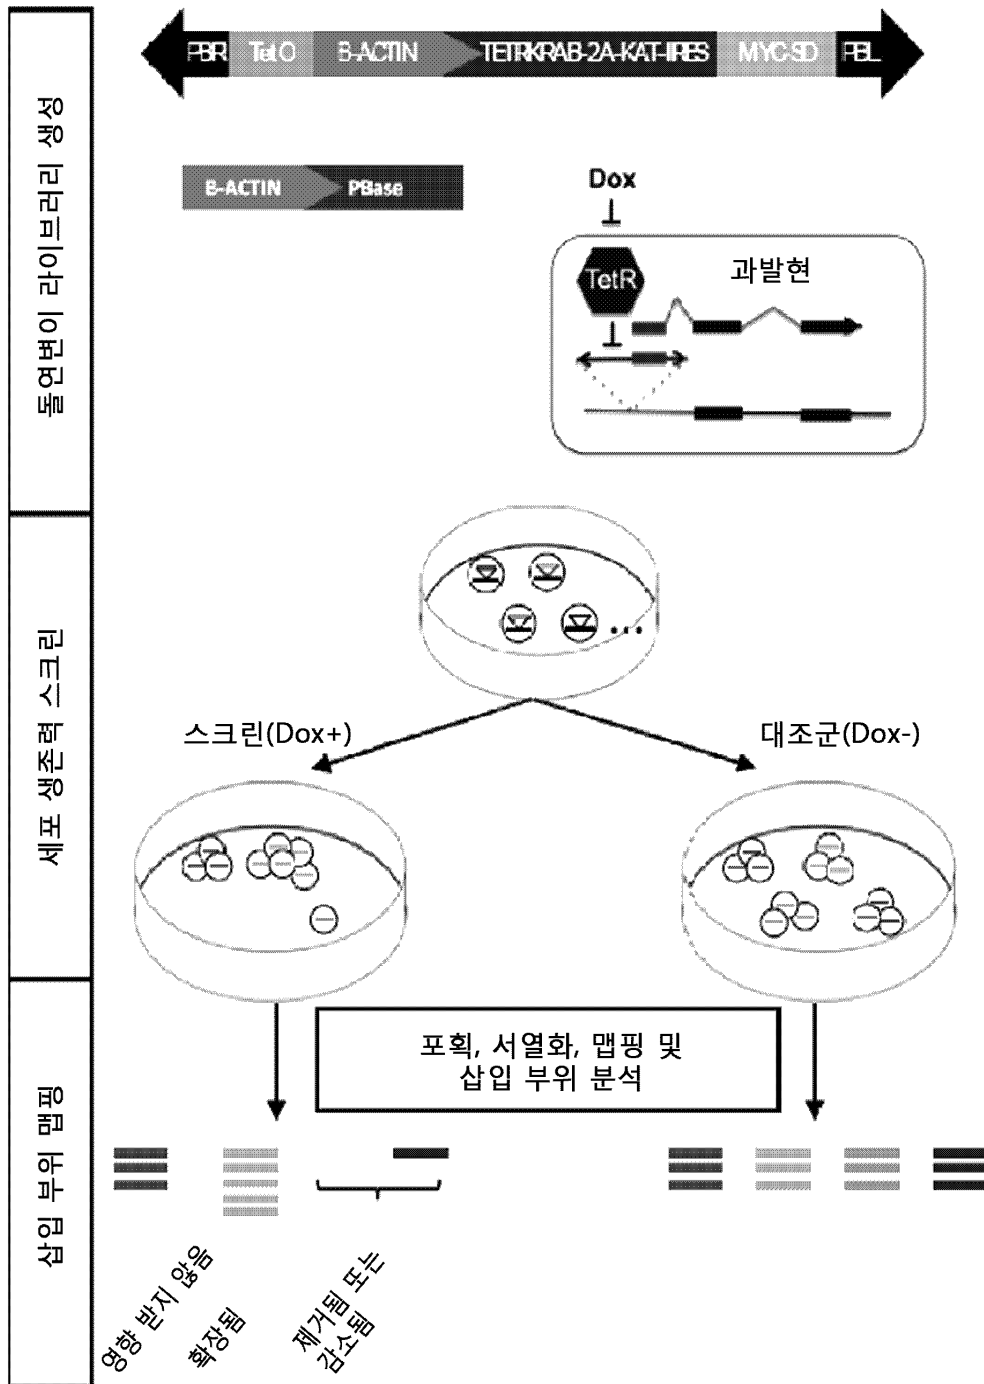 PBR TetO B-ACTIN TETRKRAB-2A-KAT-IRES MYC-SD PBL
돌연변이 라이브러리 생성
B-ACTIN PBase
Dox
TetR
과발현
세포 생존력 스크린
...
스크린(Dox+)
대조군(Dox-)
삽입 부위 맵핑
포획, 서열화, 맵핑 및
삽입 부위 분석
영향 받지 않음
확장됨
제거됨 또는
감소됨